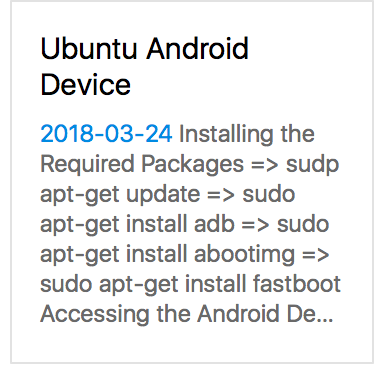 Ubuntu Android
Device
2018-03-24 Installing the
Required Packages => sudp
apt-get update => sudo
apt-get install adb => sudo
apt-get install abootimg =>
sudo apt-get install fastboot
Accessing the Android De...